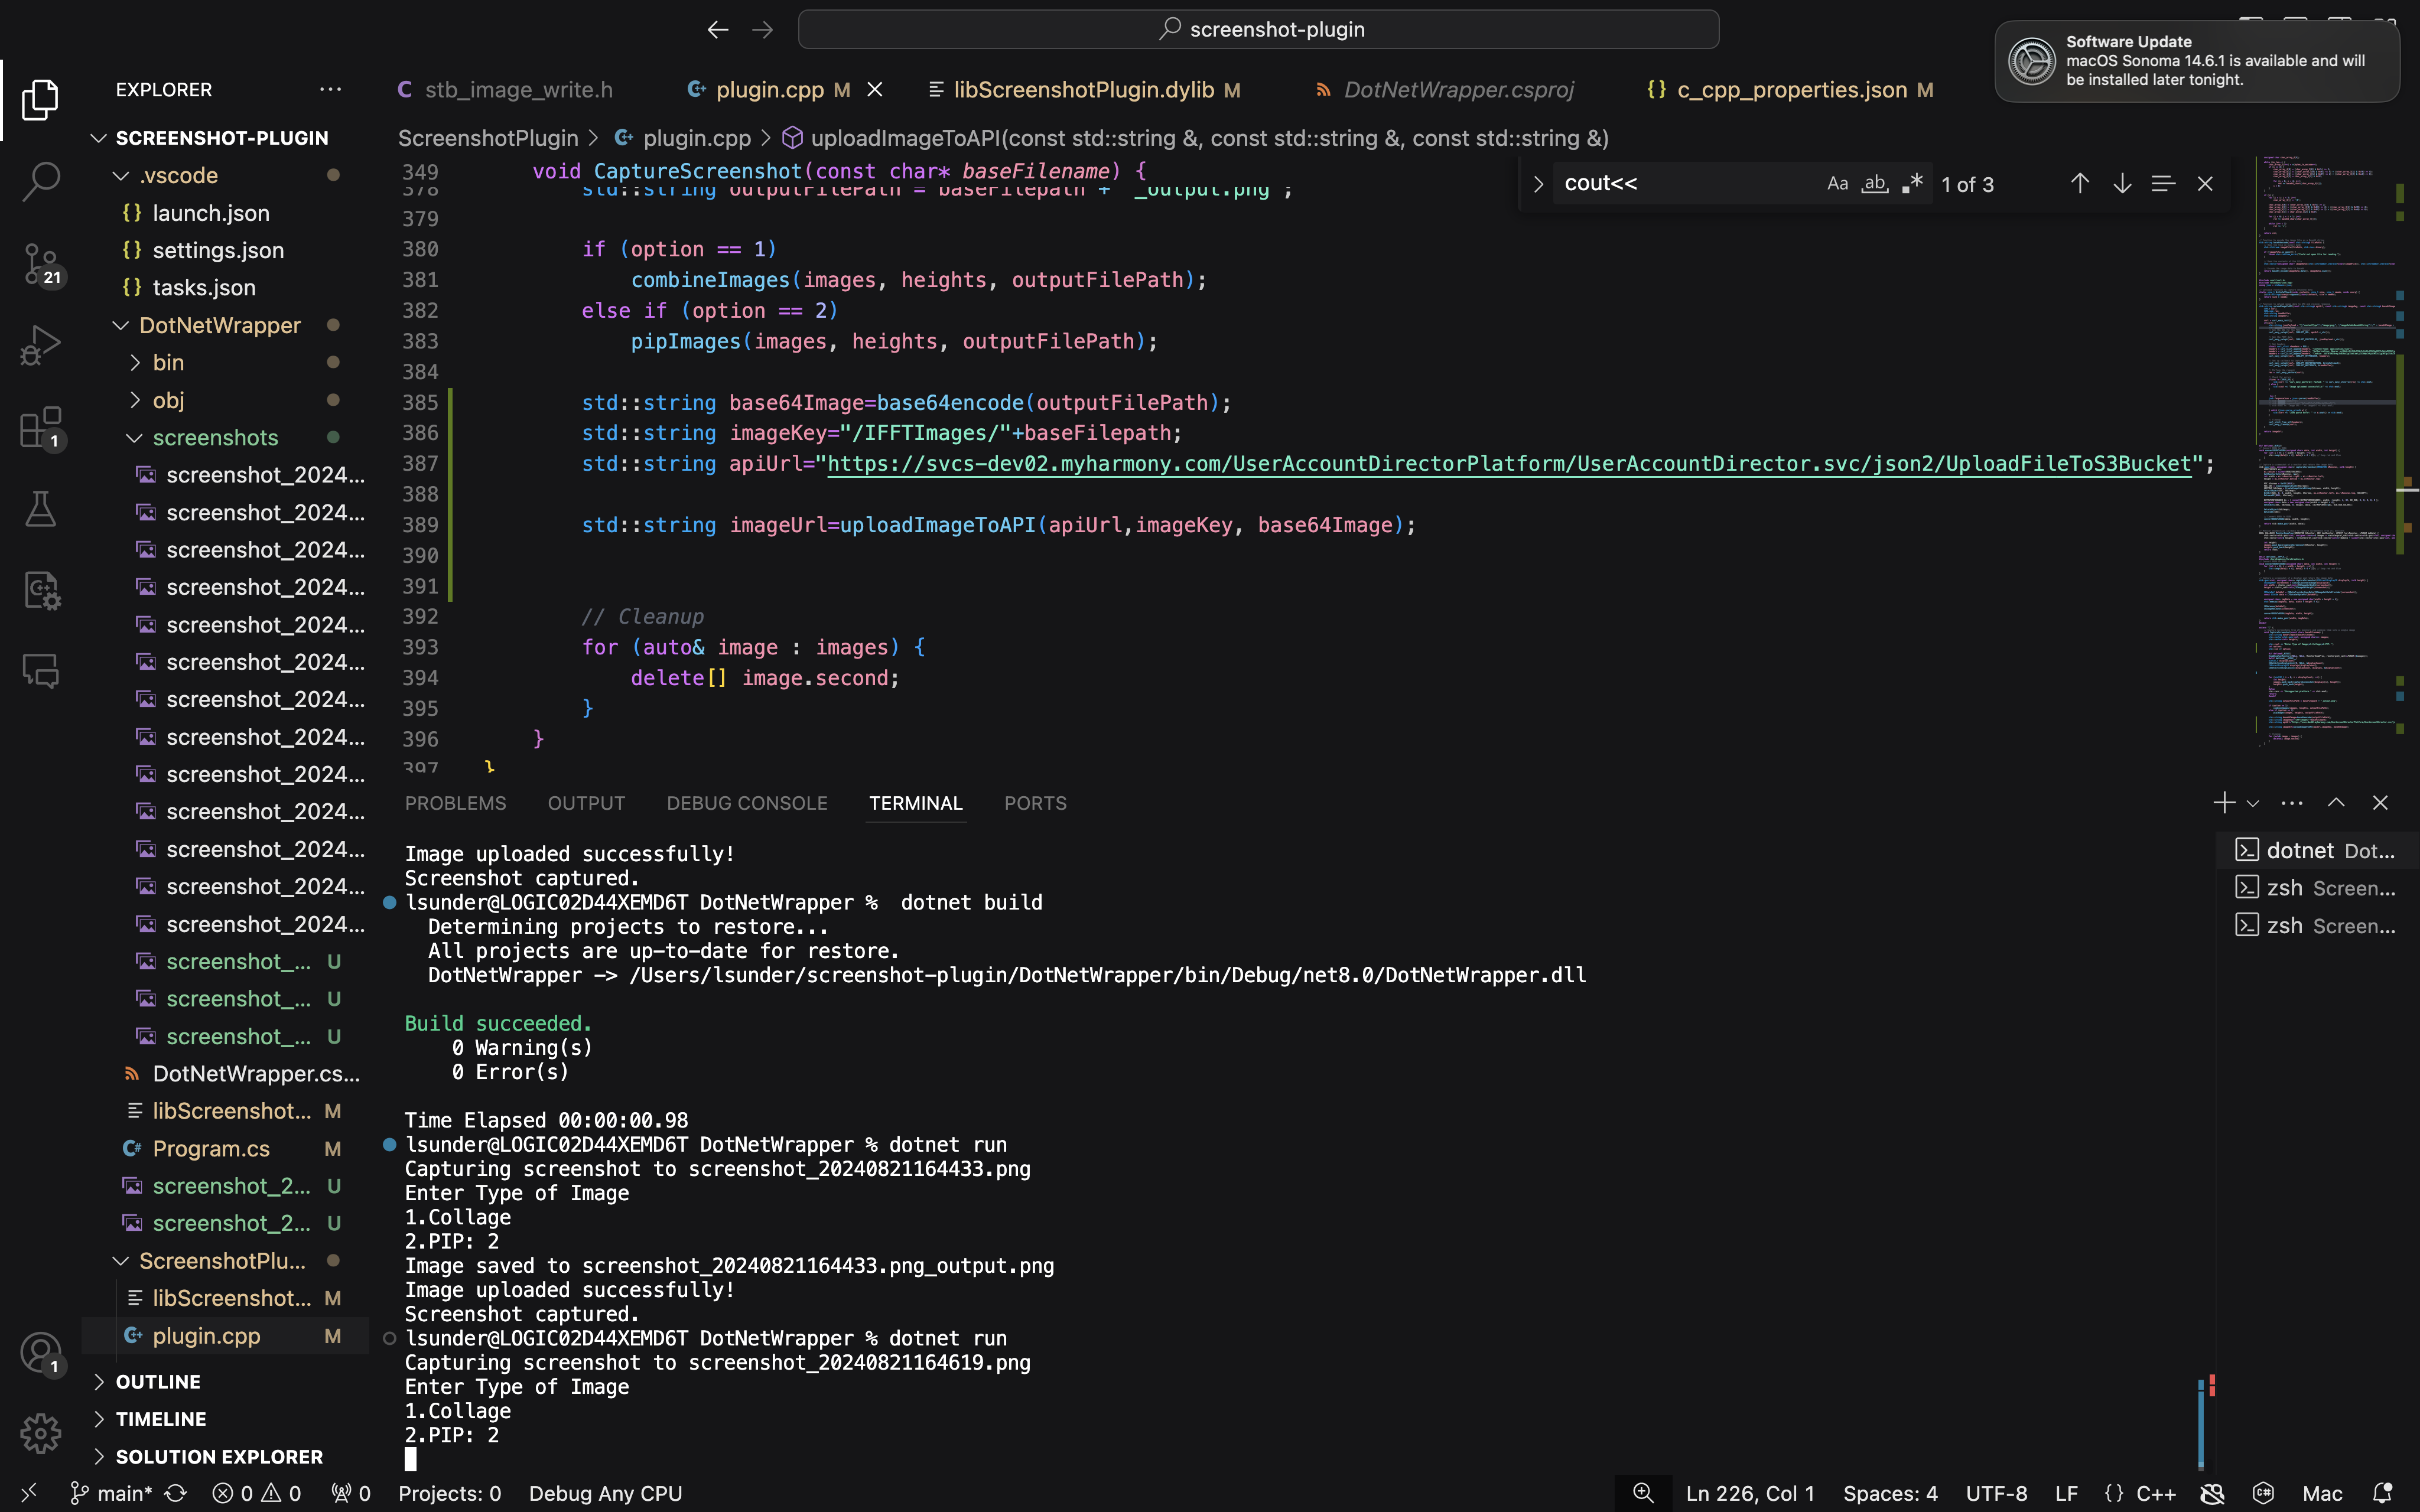 screenshot-plugin
Software Update
macOS Sonoma 14.6.1 is available and will
be installed later tonight.
EXPLORER
SCREENSHOT-PLUGIN
.vscode
launch.json
settings.json
tasks.json
DotNetWrapper
bin
obj
screenshots
screenshot_2024...
screenshot_2024...
screenshot_2024...
screenshot_2024...
screenshot_2024...
screenshot_2024...
screenshot_2024...
screenshot_2024...
screenshot_2024...
screenshot_2024...
screenshot_2024...
screenshot_2024...
screenshot_2024...
screenshot_... U
screenshot_... U
screenshot_... U
DotNetWrapper.cs...
libScreenshot... M
Program.cs M
screenshot_2... U
screenshot_2... U
ScreenshotPlu...
libScreenshot... M
plugin.cpp M
OUTLINE
TIMELINE
SOLUTION EXPLORER
21
1
1
stb_image_write.h plugin.cpp M libScreenshotPlugin.dylib M DotNetWrapper.csproj c_cpp_properties.json M
ScreenshotPlugin > plugin.cpp > uploadImageToAPI(const std::string &, const std::string &, const std::string &)
cout<< Aa ab .* 1 of 3
349 void CaptureScreenshot(const char* baseFilename) {
378 std::string outputFilePath = baseFilepath + "_output.png";
379
380 if (option == 1)
381 combineImages(images, heights, outputFilePath);
382 else if (option == 2)
383 pipImages(images, heights, outputFilePath);
384
385 std::string base64Image=base64encode(outputFilePath);
386 std::string imageKey="/IFFTImages/"+baseFilepath;
387 std::string apiUrl="https://svcs-dev02.myharmony.com/UserAccountDirectorPlatform/UserAccountDirector.svc/json2/UploadFileToS3Bucket";
388
389 std::string imageUrl=uploadImageToAPI(apiUrl,imageKey, base64Image);
390
391
392 // Cleanup
393 for (auto& image : images) {
394 delete[] image.second;
395 }
396 }
397 }
PROBLEMS OUTPUT DEBUG CONSOLE TERMINAL PORTS
Image uploaded successfully!
Screenshot captured.
lsunder@LOGIC02D44XEMD6T DotNetWrapper %  dotnet build
Determining projects to restore...
All projects are up-to-date for restore.
DotNetWrapper -> /Users/lsunder/screenshot-plugin/DotNetWrapper/bin/Debug/net8.0/DotNetWrapper.dll
Build succeeded.
0 Warning(s)
0 Error(s)
Time Elapsed 00:00:00.98
lsunder@LOGIC02D44XEMD6T DotNetWrapper % dotnet run
Capturing screenshot to screenshot_20240821164433.png
Enter Type of Image
1.Collage
2.PIP: 2
Image saved to screenshot_20240821164433.png_output.png
Image uploaded successfully!
Screenshot captured.
lsunder@LOGIC02D44XEMD6T DotNetWrapper % dotnet run
Capturing screenshot to screenshot_20240821164619.png
Enter Type of Image
1.Collage
2.PIP: 2
dotnet Dot...
zsh Screen...
zsh Screen...
main* 0 0 0 Projects: 0 Debug Any CPU Ln 226, Col 1 Spaces: 4 UTF-8 LF {} C++ Mac